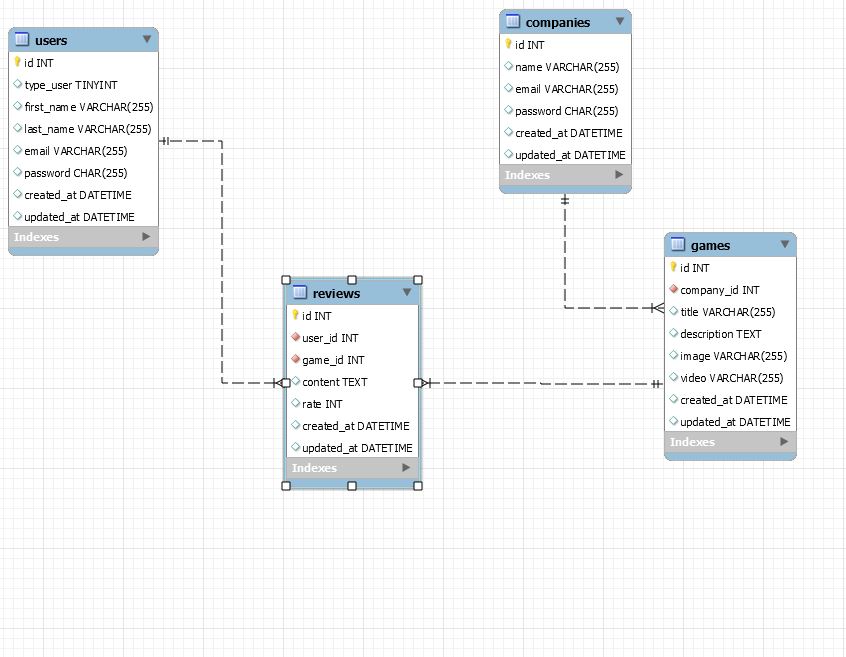 users
id INT
type_user TINYINT
first_name VARCHAR(255)
last_name VARCHAR(255)
email VARCHAR(255)
password CHAR(255)
created_at DATETIME
updated_at DATETIME
Indexes
companies
id INT
name VARCHAR(255)
email VARCHAR(255)
password CHAR(255)
created_at DATETIME
updated_at DATETIME
Indexes
reviews
id INT
user_id INT
game_id INT
content TEXT
rate INT
created_at DATETIME
updated_at DATETIME
Indexes
games
id INT
company_id INT
title VARCHAR(255)
description TEXT
image VARCHAR(255)
video VARCHAR(255)
created_at DATETIME
updated_at DATETIME
Indexes